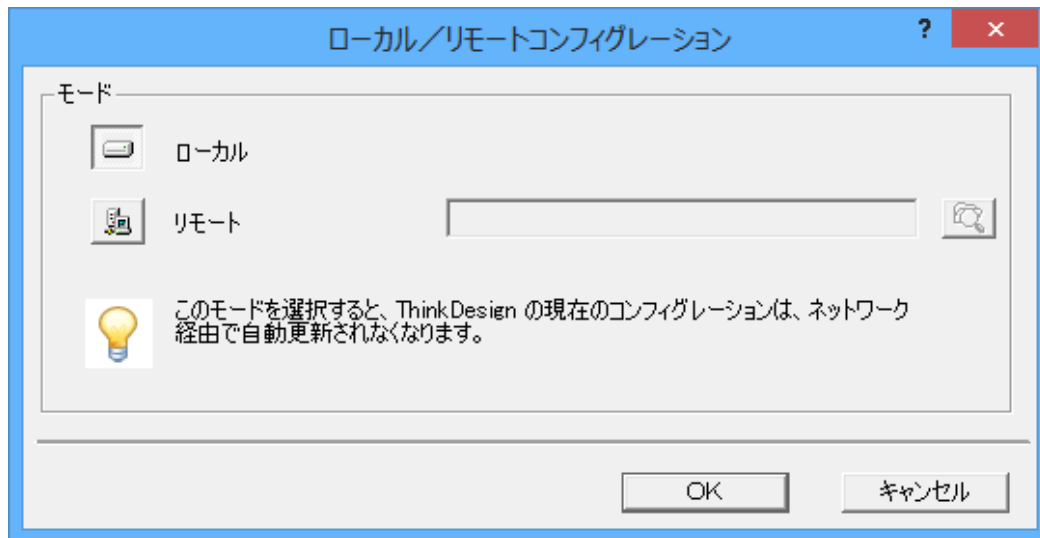 ローカル／リモートコンフィグレーション
?
×
モード
ローカル
リモート
このモードを選択すると、ThinkDesign の現在のコンフィグレーションは、ネットワーク
経由で自動更新されなくなります。
OK
キャンセル